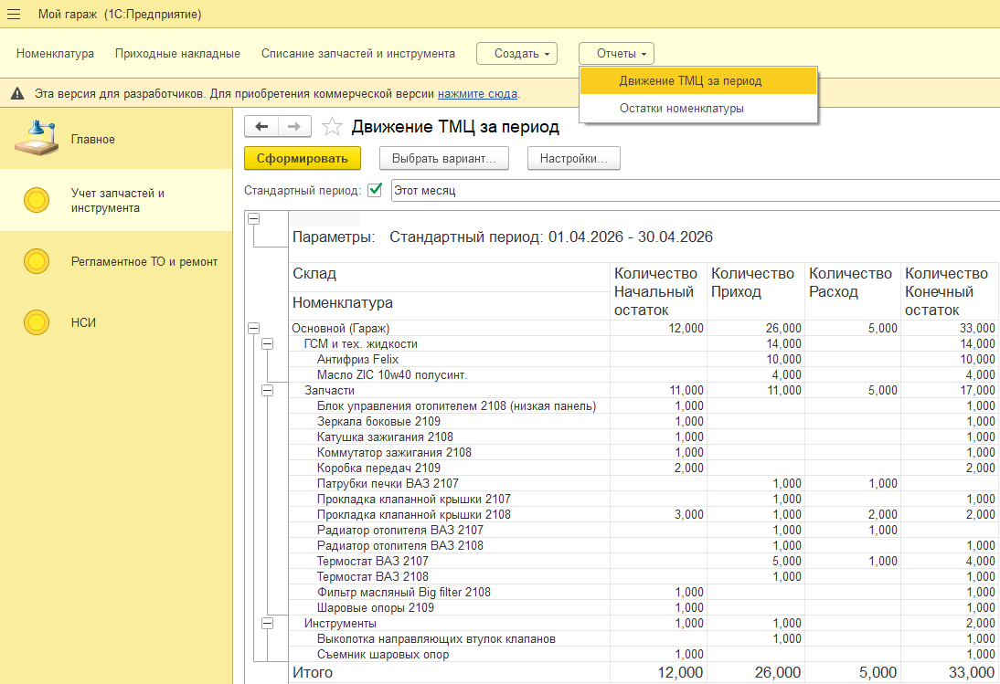 Мой гараж (1С:Предприятие)
Номенклатура Приходные накладные Списание запчастей и инструмента Создать Отчеты
Движение ТМЦ за период
Остатки номенклатуры
Эта версия для разработчиков. Для приобретения коммерческой версии нажмите сюда.
Главное
Учет запчастей и
инструмента
Регламентное ТО и ремонт
НСИ
Движение ТМЦ за период
Сформировать Выбрать вариант... Настройки...
Стандартный период: Этот месяц
Параметры: Стандартный период: 01.04.2026 - 30.04.2026
Склад Количество Количество Количество Количество
Номенклатура Начальный Приход Расход Конечный
остаток остаток
Основной (Гараж) 12,000 26,000 5,000 33,000
ГСМ и тех. жидкости 14,000 14,000
Антифриз Felix 10,000 10,000
Масло ZIC 10w40 полусинт. 4,000 4,000
Запчасти 11,000 11,000 5,000 17,000
Блок управления отопителем 2108 (низкая панель) 1,000 1,000
Зеркала боковые 2109 1,000 1,000
Катушка зажигания 2108 1,000 1,000
Коммутатор зажигания 2108 1,000 1,000
Коробка передач 2109 2,000 2,000
Патрубки печки ВАЗ 2107 1,000 1,000
Прокладка клапанной крышки 2107 1,000 1,000
Прокладка клапанной крышки 2108 3,000 1,000 2,000 2,000
Радиатор отопителя ВАЗ 2107 1,000 1,000
Радиатор отопителя ВАЗ 2108 1,000 1,000
Термостат ВАЗ 2107 5,000 1,000 4,000
Термостат ВАЗ 2108 1,000 1,000
Фильтр масляный Big filter 2108 1,000 1,000
Шаровые опоры 2109 1,000 1,000
Инструменты 1,000 1,000 2,000
Выколотка направляющих втулок клапанов 1,000 1,000
Съемник шаровых опор 1,000 1,000
Итого 12,000 26,000 5,000 33,000